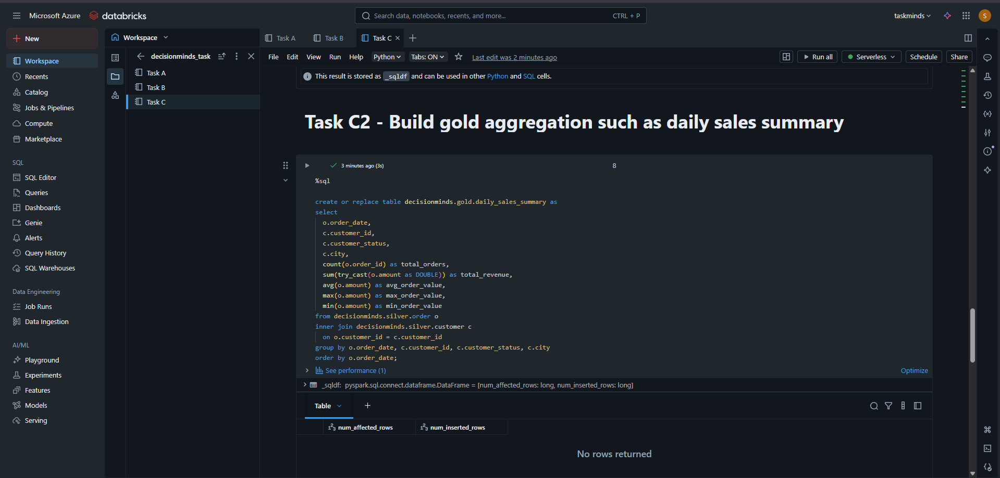 Microsoft Azure
databricks
Search data, notebooks, recents, and more...
CTRL + P
taskminds
S
New
Workspace
Recents
Catalog
Jobs & Pipelines
Compute
Marketplace
SQL
SQL Editor
Queries
Dashboards
Genie
Alerts
Query History
SQL Warehouses
Data Engineering
Job Runs
Data Ingestion
AI/ML
Playground
Experiments
Features
Models
Serving
Workspace
decisionminds_task
Task A
Task B
Task C
Task A
Task B
Task C
File Edit View Run Help Python Tabs: ON Last edit was 2 minutes ago
Run all
Serverless
Schedule
Share
This result is stored as _sqldf and can be used in other Python and SQL cells.
Task C2 - Build gold aggregation such as daily sales summary
3 minutes ago (3s)
8
%sql
create or replace table decisionminds.gold.daily_sales_summary as
select
o.order_date,
c.customer_id,
c.customer_status,
c.city,
count(o.order_id) as total_orders,
sum(try_cast(o.amount as DOUBLE)) as total_revenue,
avg(o.amount) as avg_order_value,
max(o.amount) as max_order_value,
min(o.amount) as min_order_value
from decisionminds.silver.order o
inner join decisionminds.silver.customer c
on o.customer_id = c.customer_id
group by o.order_date, c.customer_id, c.customer_status, c.city
order by o.order_date;
See performance (1)
Optimize
_sqldf: pyspark.sql.connect.dataframe.DataFrame = [num_affected_rows: long, num_inserted_rows: long]
Table
123 num_affected_rows
123 num_inserted_rows
No rows returned